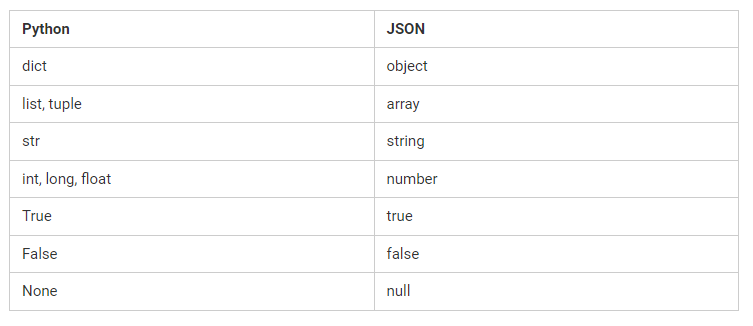 Python JSON
dict object
list, tuple array
str string
int, long, float number
True true
False false
None null